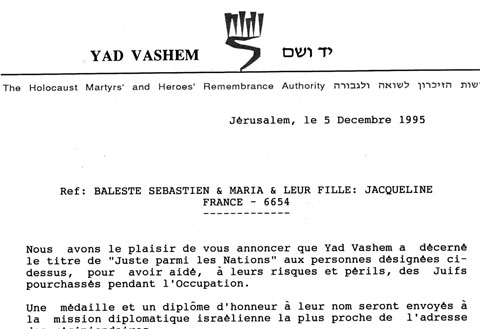 YAD VASHEM יד ושם
The Holocaust Martyrs' and Heroes' Remembrance Authority הזיכרון לשואה ולגבורה
Jérusalem, le 5 Decembre 1995
Ref: BALESTE SEBASTIEN & MARIA & LEUR FILLE: JACQUELINE
FRANCE - 6654
-------------
Nous avons le plaisir de vous annoncer que Yad Vashem a décerné
le titre de "Juste parmi les Nations" aux personnes désignées ci-
dessus, pour avoir aidé, à leurs risques et périls, des Juifs
pourchassés pendant l'Occupation.
Une médaille et un diplôme d'honneur à leur nom seront envoyés à
la mission diplomatique israélienne la plus proche de l'adresse